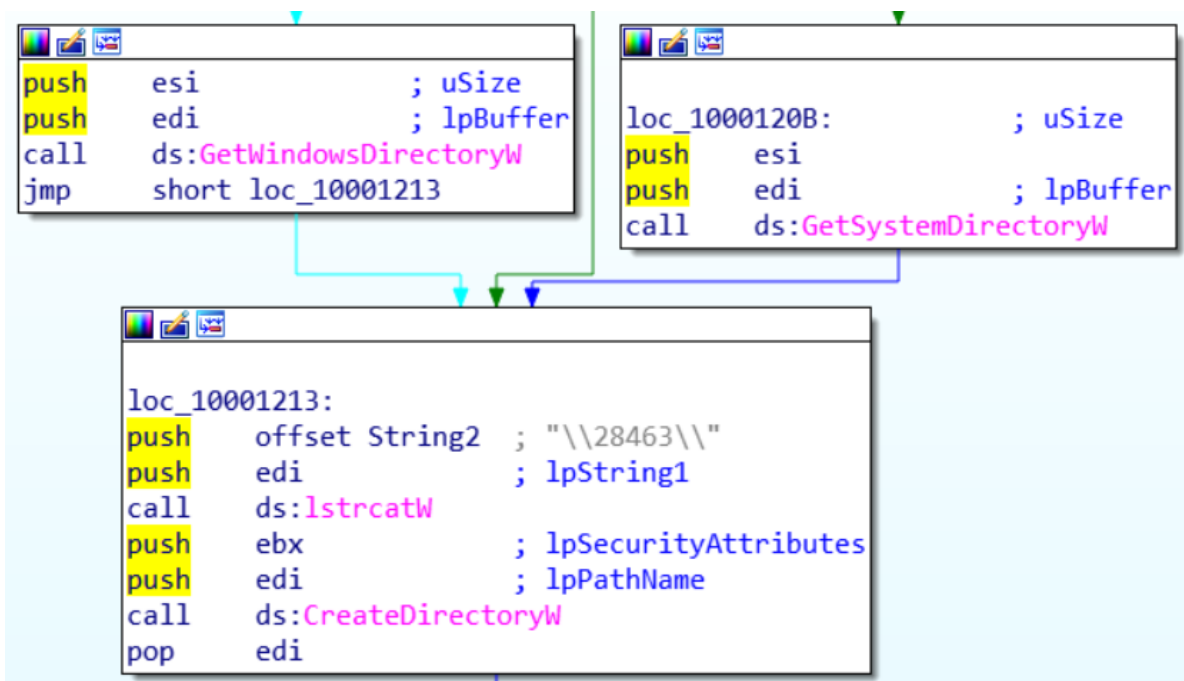 push esi ; uSize
push edi ; lpBuffer
call ds:GetWindowsDirectoryW
jmp short loc_10001213
loc_1000120B: ; uSize
push esi
push edi ; lpBuffer
call ds:GetSystemDirectoryW
loc_10001213:
push offset String2 ; "\\28463\\"
push edi ; lpString1
call ds:lstrcatW
push ebx ; lpSecurityAttributes
push edi ; lpPathName
call ds:CreateDirectoryW
pop edi